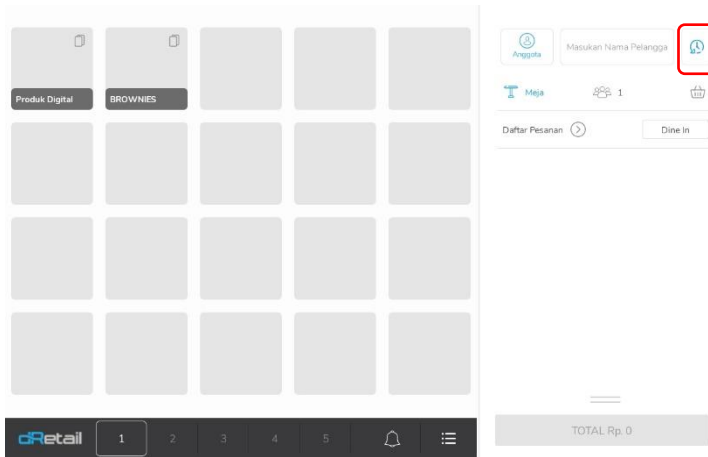 Anggota
Masukan Nama Pelangga
Produk Digital
BROWNIES
Meja
1
Daftar Pesanan
Dine In
TOTAL Rp. 0
dRetail
1
2
3
4
5